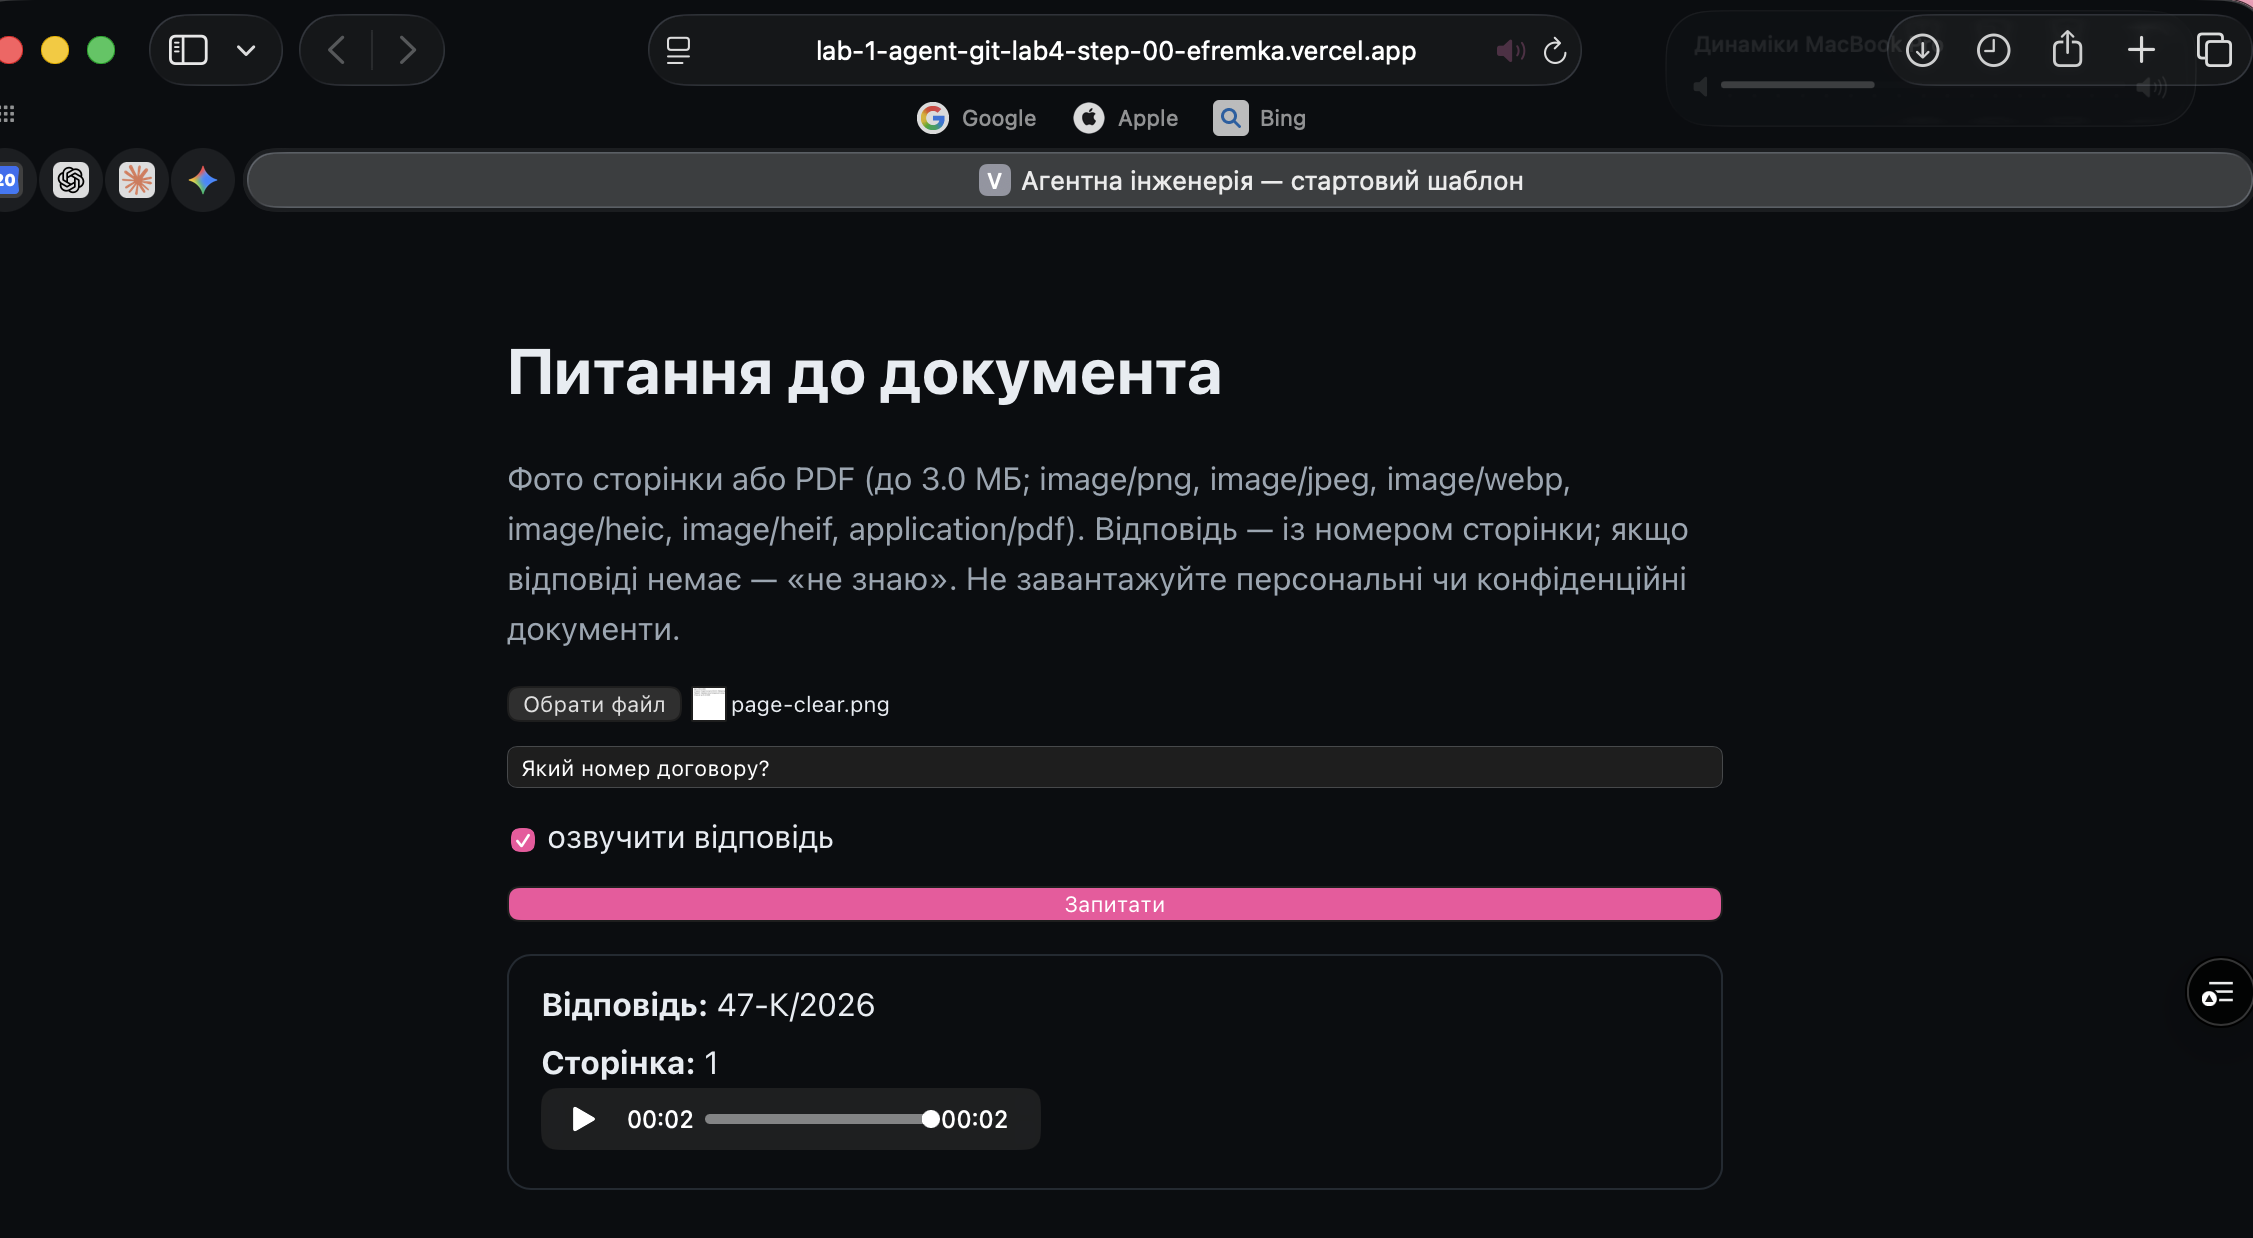 lab-1-agent-git-lab4-step-00-efremka.vercel.app
Динаміки MacBook
Google
Apple
Bing
20
V Агентна інженерія — стартовий шаблон
Питання до документа
Фото сторінки або PDF (до 3.0 МБ; image/png, image/jpeg, image/webp,
image/heic, image/heif, application/pdf). Відповідь — із номером сторінки; якщо
відповіді немає — «не знаю». Не завантажуйте персональні чи конфіденційні
документи.
Обрати файл page-clear.png
Який номер договору?
озвучити відповідь
Запитати
Відповідь: 47-К/2026
Сторінка: 1
00:02 00:02